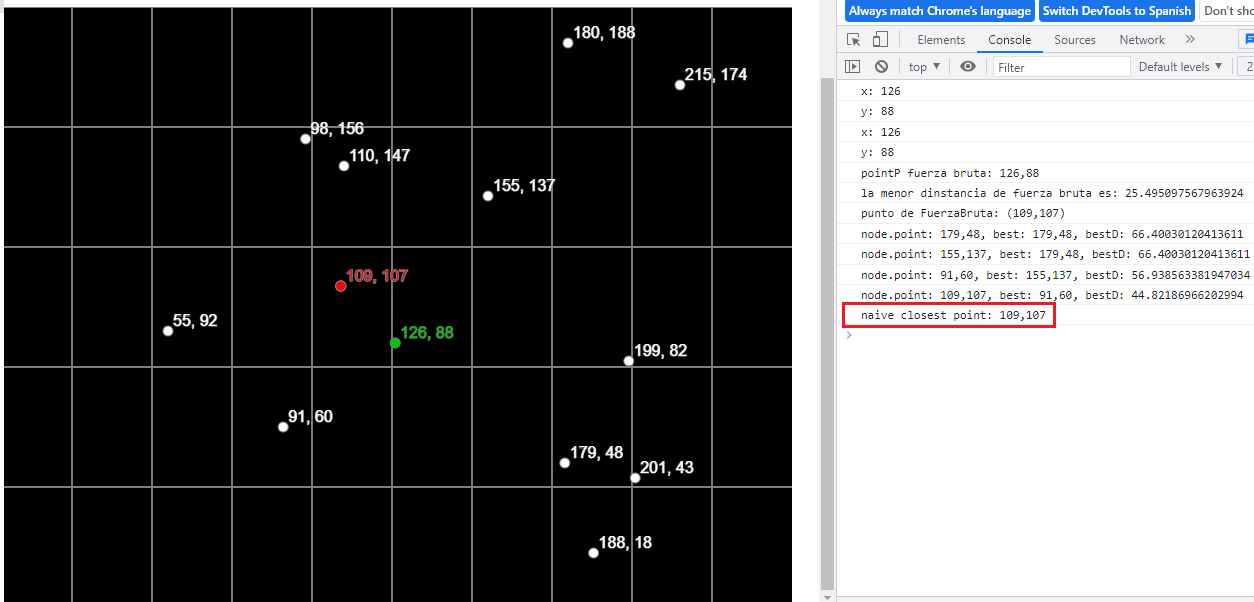 180, 188
215, 174
98, 156
110, 147
155, 137
109, 107
55, 92
126, 88
199, 82
91, 60
179, 48
201, 43
188, 18
Always match Chrome's language Switch DevTools to Spanish Don't sho
Elements Console Sources Network »
top ▼ Filter Default levels ▼ 2
x: 126
y: 88
x: 126
y: 88
pointP fuerza bruta: 126,88
la menor dinstancia de fuerza bruta es: 25.495097567963924
punto de FuerzaBruta: (109,107)
node.point: 179,48, best: 179,48, bestD: 66.40030120413611
node.point: 155,137, best: 179,48, bestD: 66.40030120413611
node.point: 91,60, best: 155,137, bestD: 56.938563381947034
node.point: 109,107, best: 91,60, bestD: 44.82186966202994
naive closest point: 109,107
>